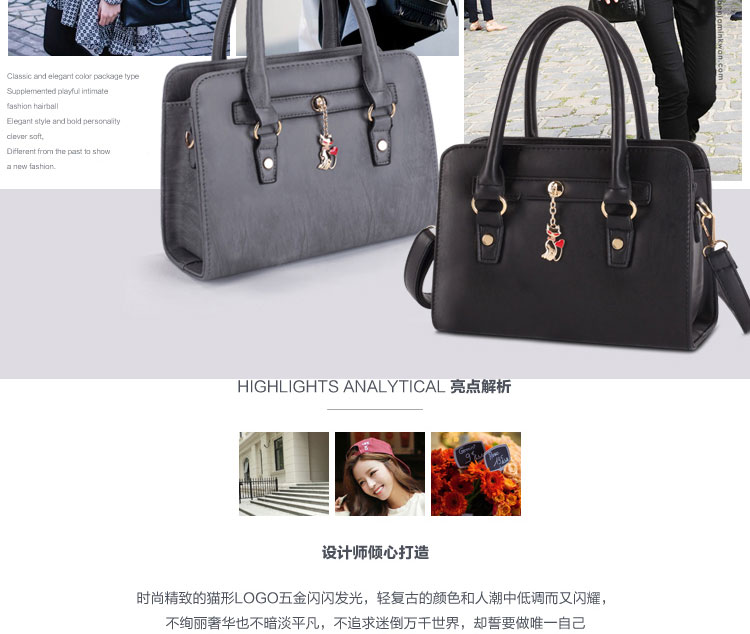 benjaminkwan.com
Classic and elegant color package type
Supplemented playful intimate
fashion hairball
Elegant style and bold personality
ciever soft,
Different from the past to show
a new fashion.
HIGHLIGHTS ANALYTICAL 亮点解析
设计师倾心打造
时尚精致的猫形LOGO五金闪闪发光，轻复古的颜色和人潮中低调而又闪耀，
不绚丽奢华也不暗淡平凡，不追求迷倒万千世界，却誓要做唯一自己